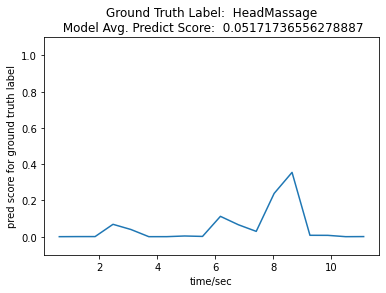 Ground Truth Label:  HeadMassage
Model Avg. Predict Score:  0.05171736556278887
pred score for ground truth label
1.0
0.8
0.6
0.4
0.2
0.0
2 4 6 8 10
time/sec